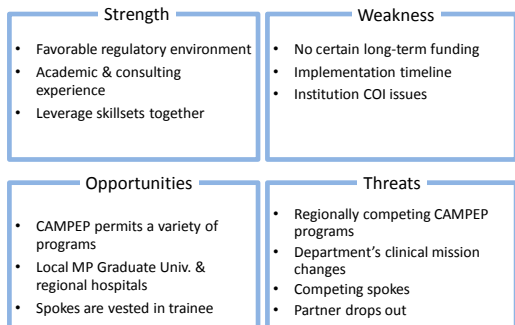 Strength
• Favorable regulatory environment
• Academic & consulting
experience
• Leverage skillsets together
Weakness
• No certain long-term funding
• Implementation timeline
• Institution COI issues
Opportunities
• CAMPEP permits a variety of
programs
• Local MP Graduate Univ. &
regional hospitals
• Spokes are vested in trainee
Threats
• Regionally competing CAMPEP
programs
• Department's clinical mission
changes
• Competing spokes
• Partner drops out